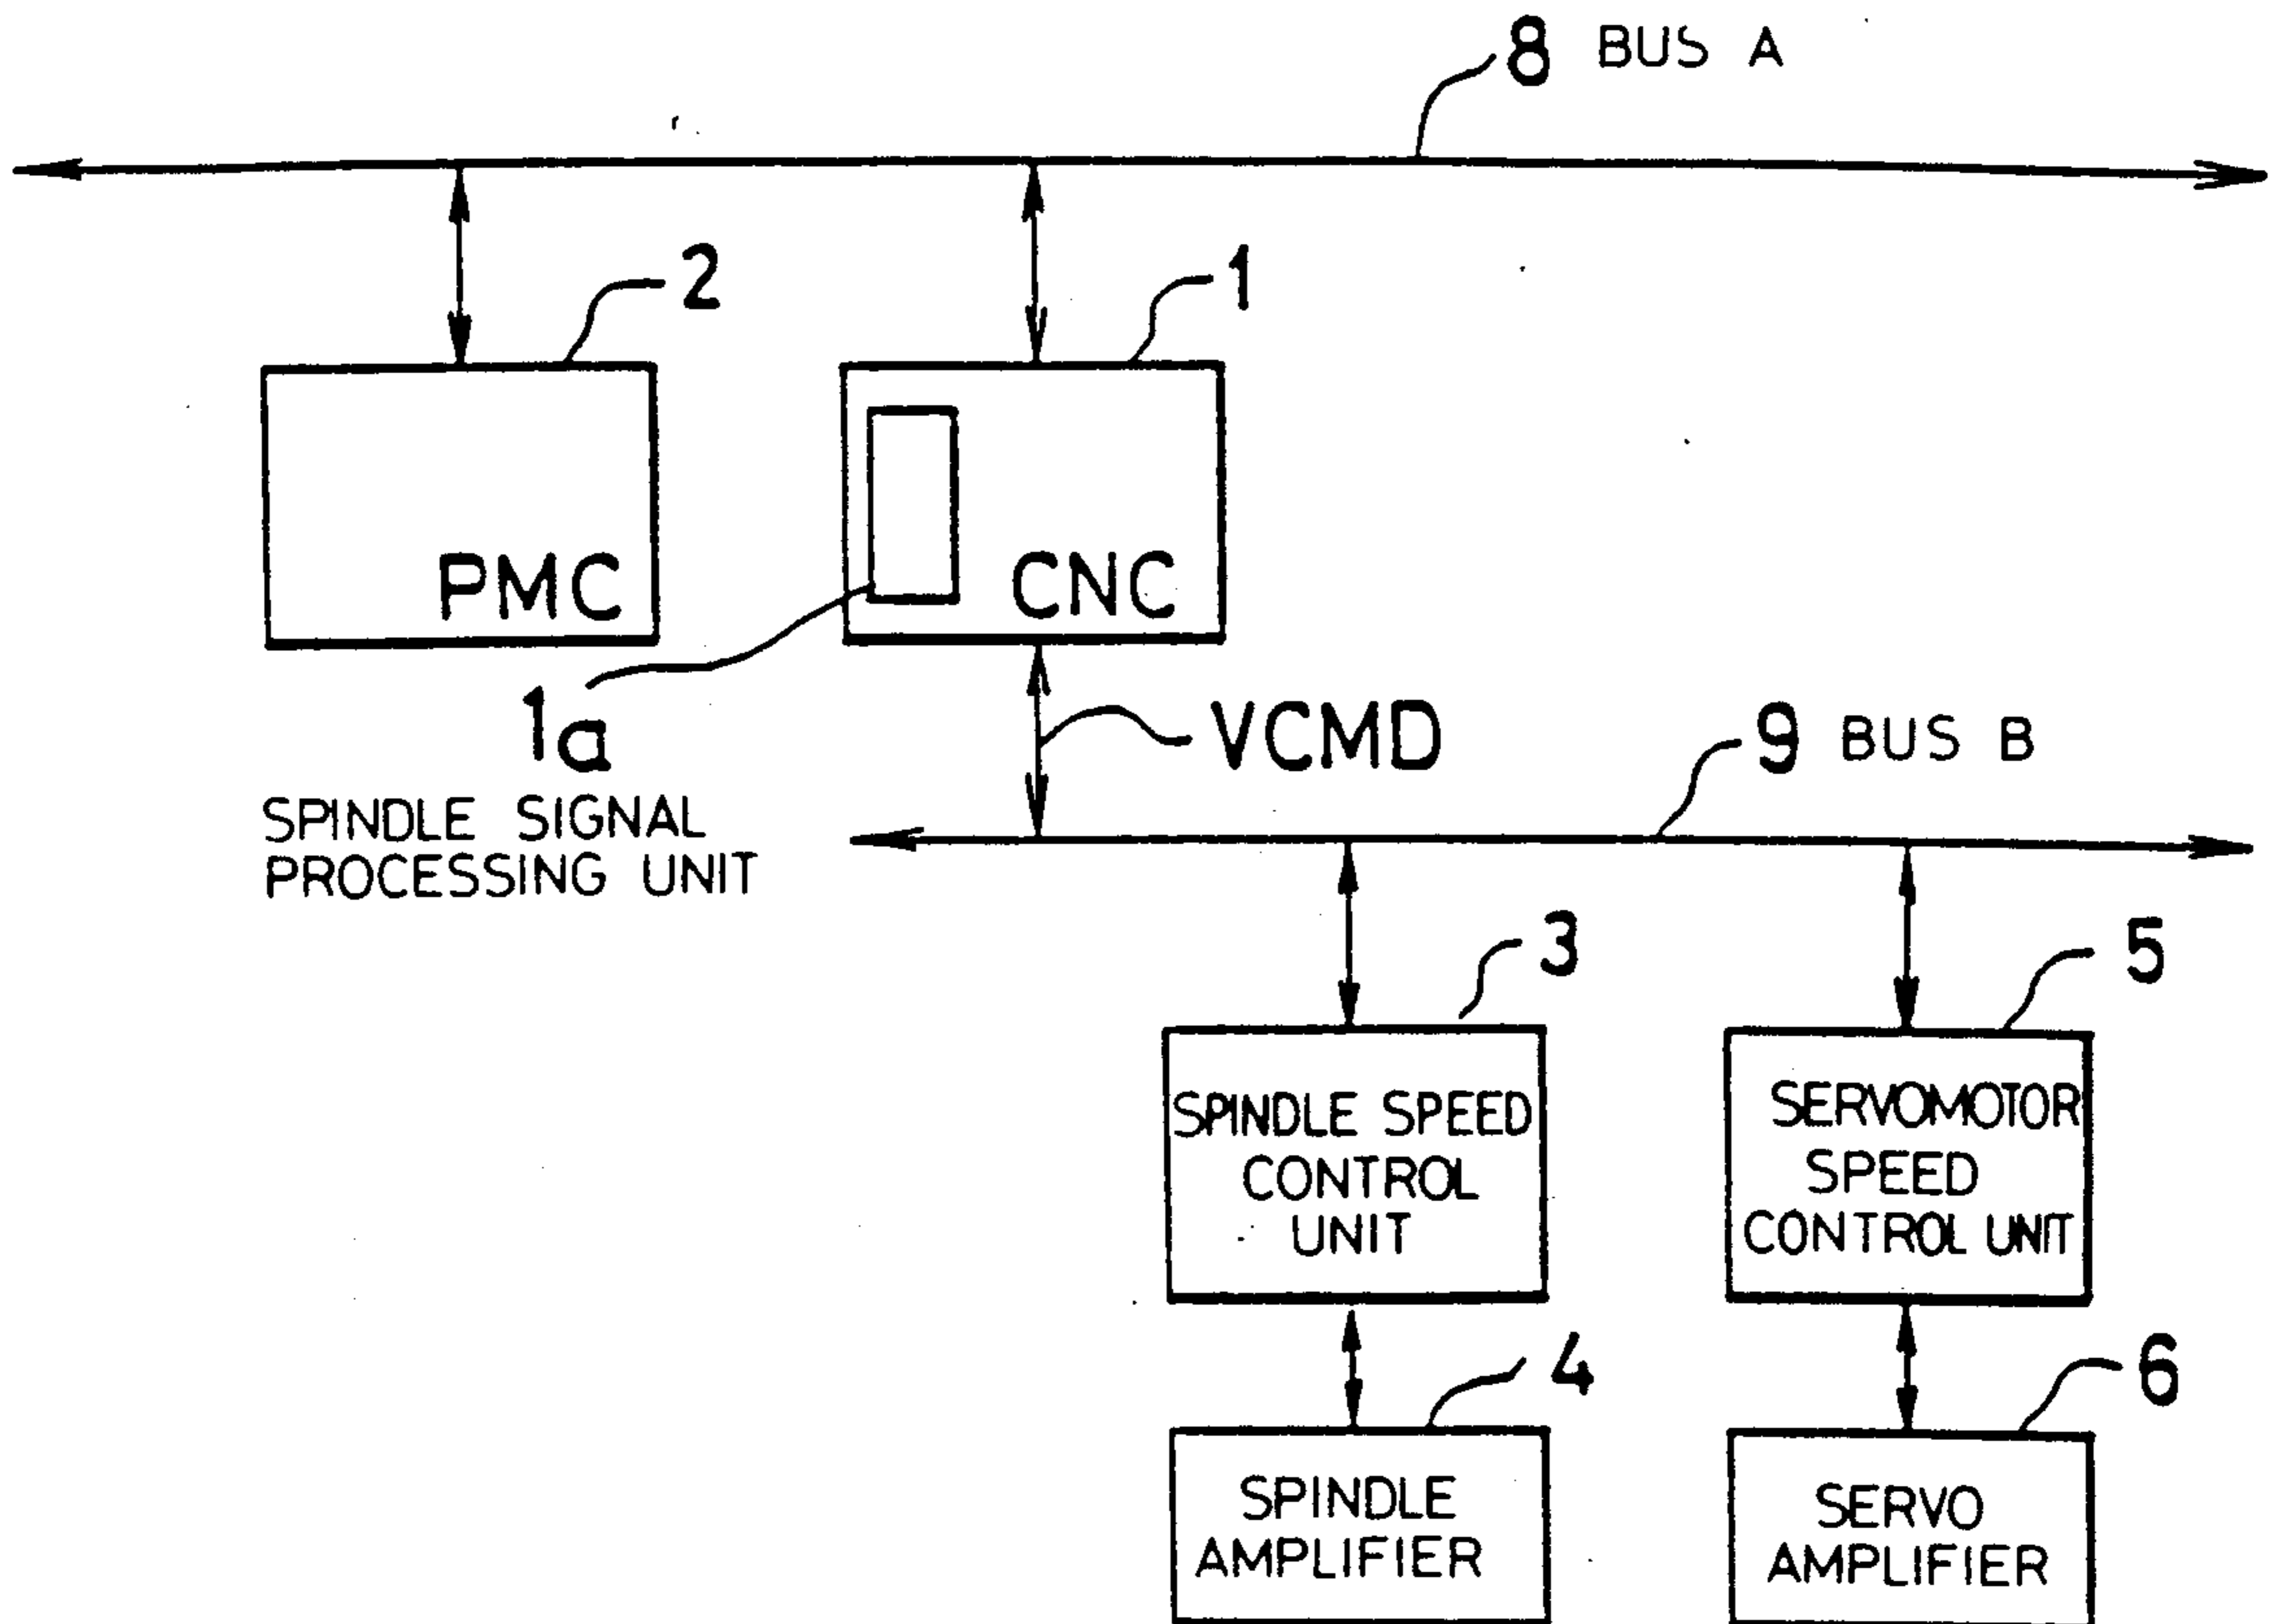 8 BUS A
2
1
PMC
CNC
1a
VCMD
9 BUS B
SPINDLE SIGNAL
PROCESSING UNIT
3
5
SPINDLE SPEED
CONTROL
UNIT
SERVOMOTOR
SPEED
CONTROL UNIT
4
6
SPINDLE
AMPLIFIER
SERVO
AMPLIFIER